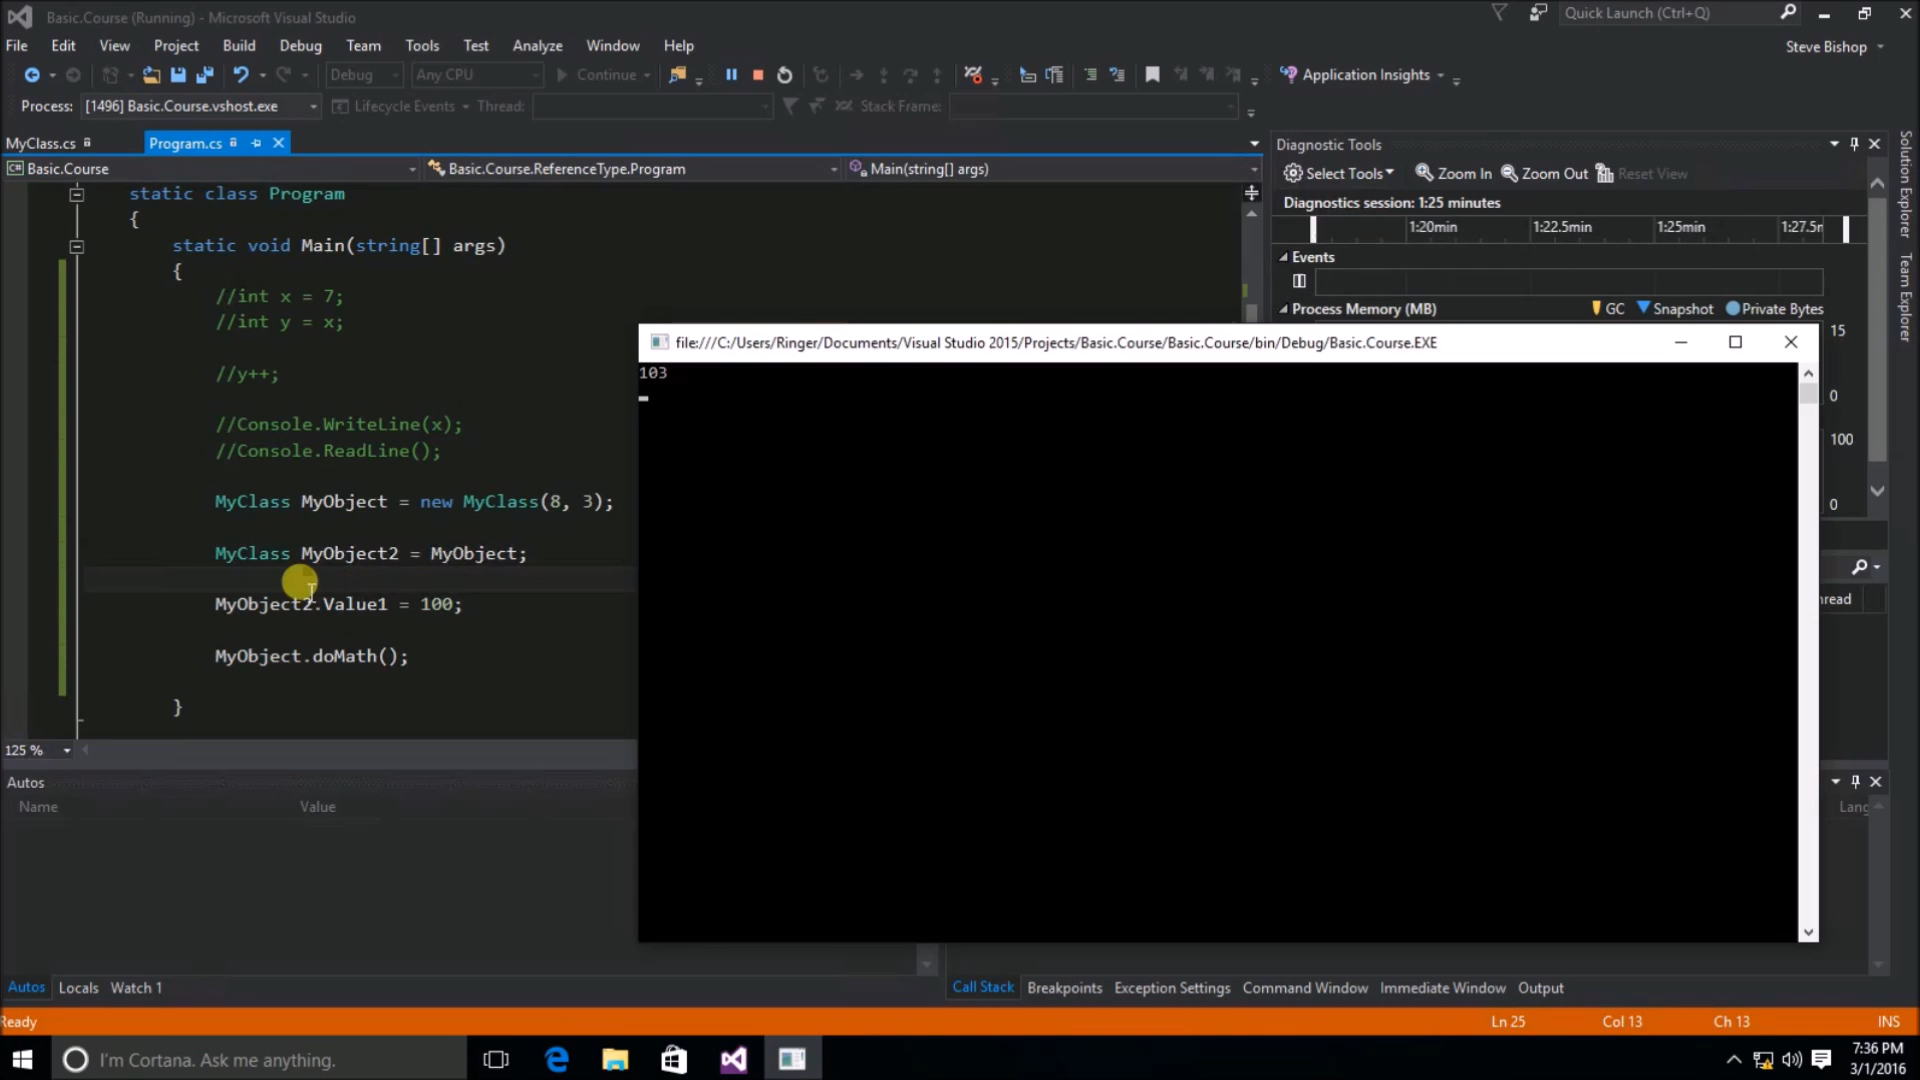 Basic.Course (Running) - Microsoft Visual Studio
Quick Launch (Ctrl+Q)
File Edit View Project Build Debug Team Tools Test Analyze Window Help
Steve Bishop
Debug Any CPU Continue Application Insights
Process: [1496] Basic.Course.vshost.exe Lifecycle Events Thread: Stack Frame:
MyClass.cs Program.cs
Diagnostic Tools
C# Basic.Course Basic.Course.ReferenceType.Program Main(string[] args)
Select Tools Zoom In Zoom Out Reset View
static class Program
Diagnostics session: 1:25 minutes
{
1:20min 1:22.5min 1:25min
static void Main(string[] args)
Events
{
//int x = 7;
Process Memory (MB) GC Snapshot Private Bytes
//int y = x;
15
0
100
0
file:///C:/Users/Ringer/Documents/Visual Studio 2015/Projects/Basic.Course/Basic.Course/bin/Debug/Basic.Course.EXE
103
//y++;
//Console.WriteLine(x);
//Console.ReadLine();
MyClass MyObject = new MyClass(8, 3);
MyClass MyObject2 = MyObject;
MyObject2.Value1 = 100;
MyObject.doMath();
}
125 %
Autos
Name Value
Autos Locals Watch 1
Call Stack Breakpoints Exception Settings Command Window Immediate Window Output
Solution Explorer
Team Explorer
Ready
Ln 25 Col 13 Ch 13 INS
I'm Cortana. Ask me anything.
7:36 PM
3/1/2016